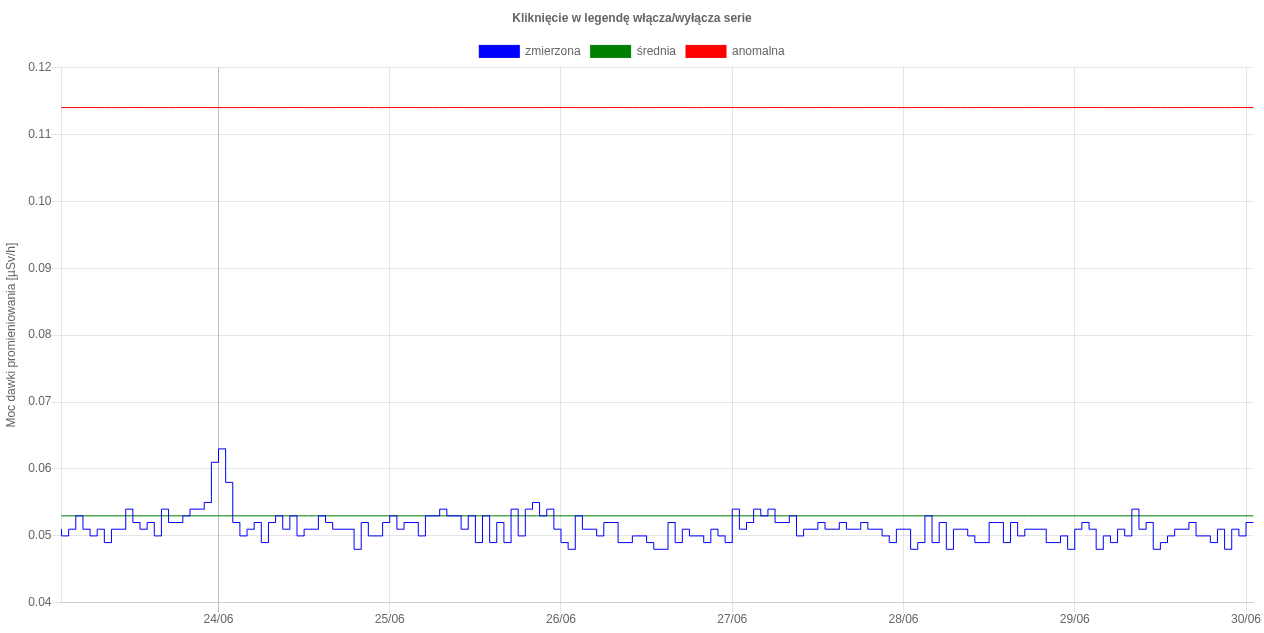 Kliknięcie w legendę włącza/wyłącza serie
zmierzona średnia anomalna
Moc dawki promieniowania [µSv/h]
0.12
0.11
0.10
0.09
0.08
0.07
0.06
0.05
0.04
24/06 25/06 26/06 27/06 28/06 29/06 30/06